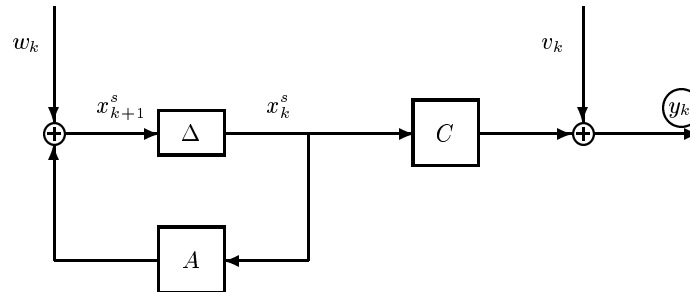 w_k
v_k
x^s_{k+1}
x^s_k
y_k
Δ
C
A